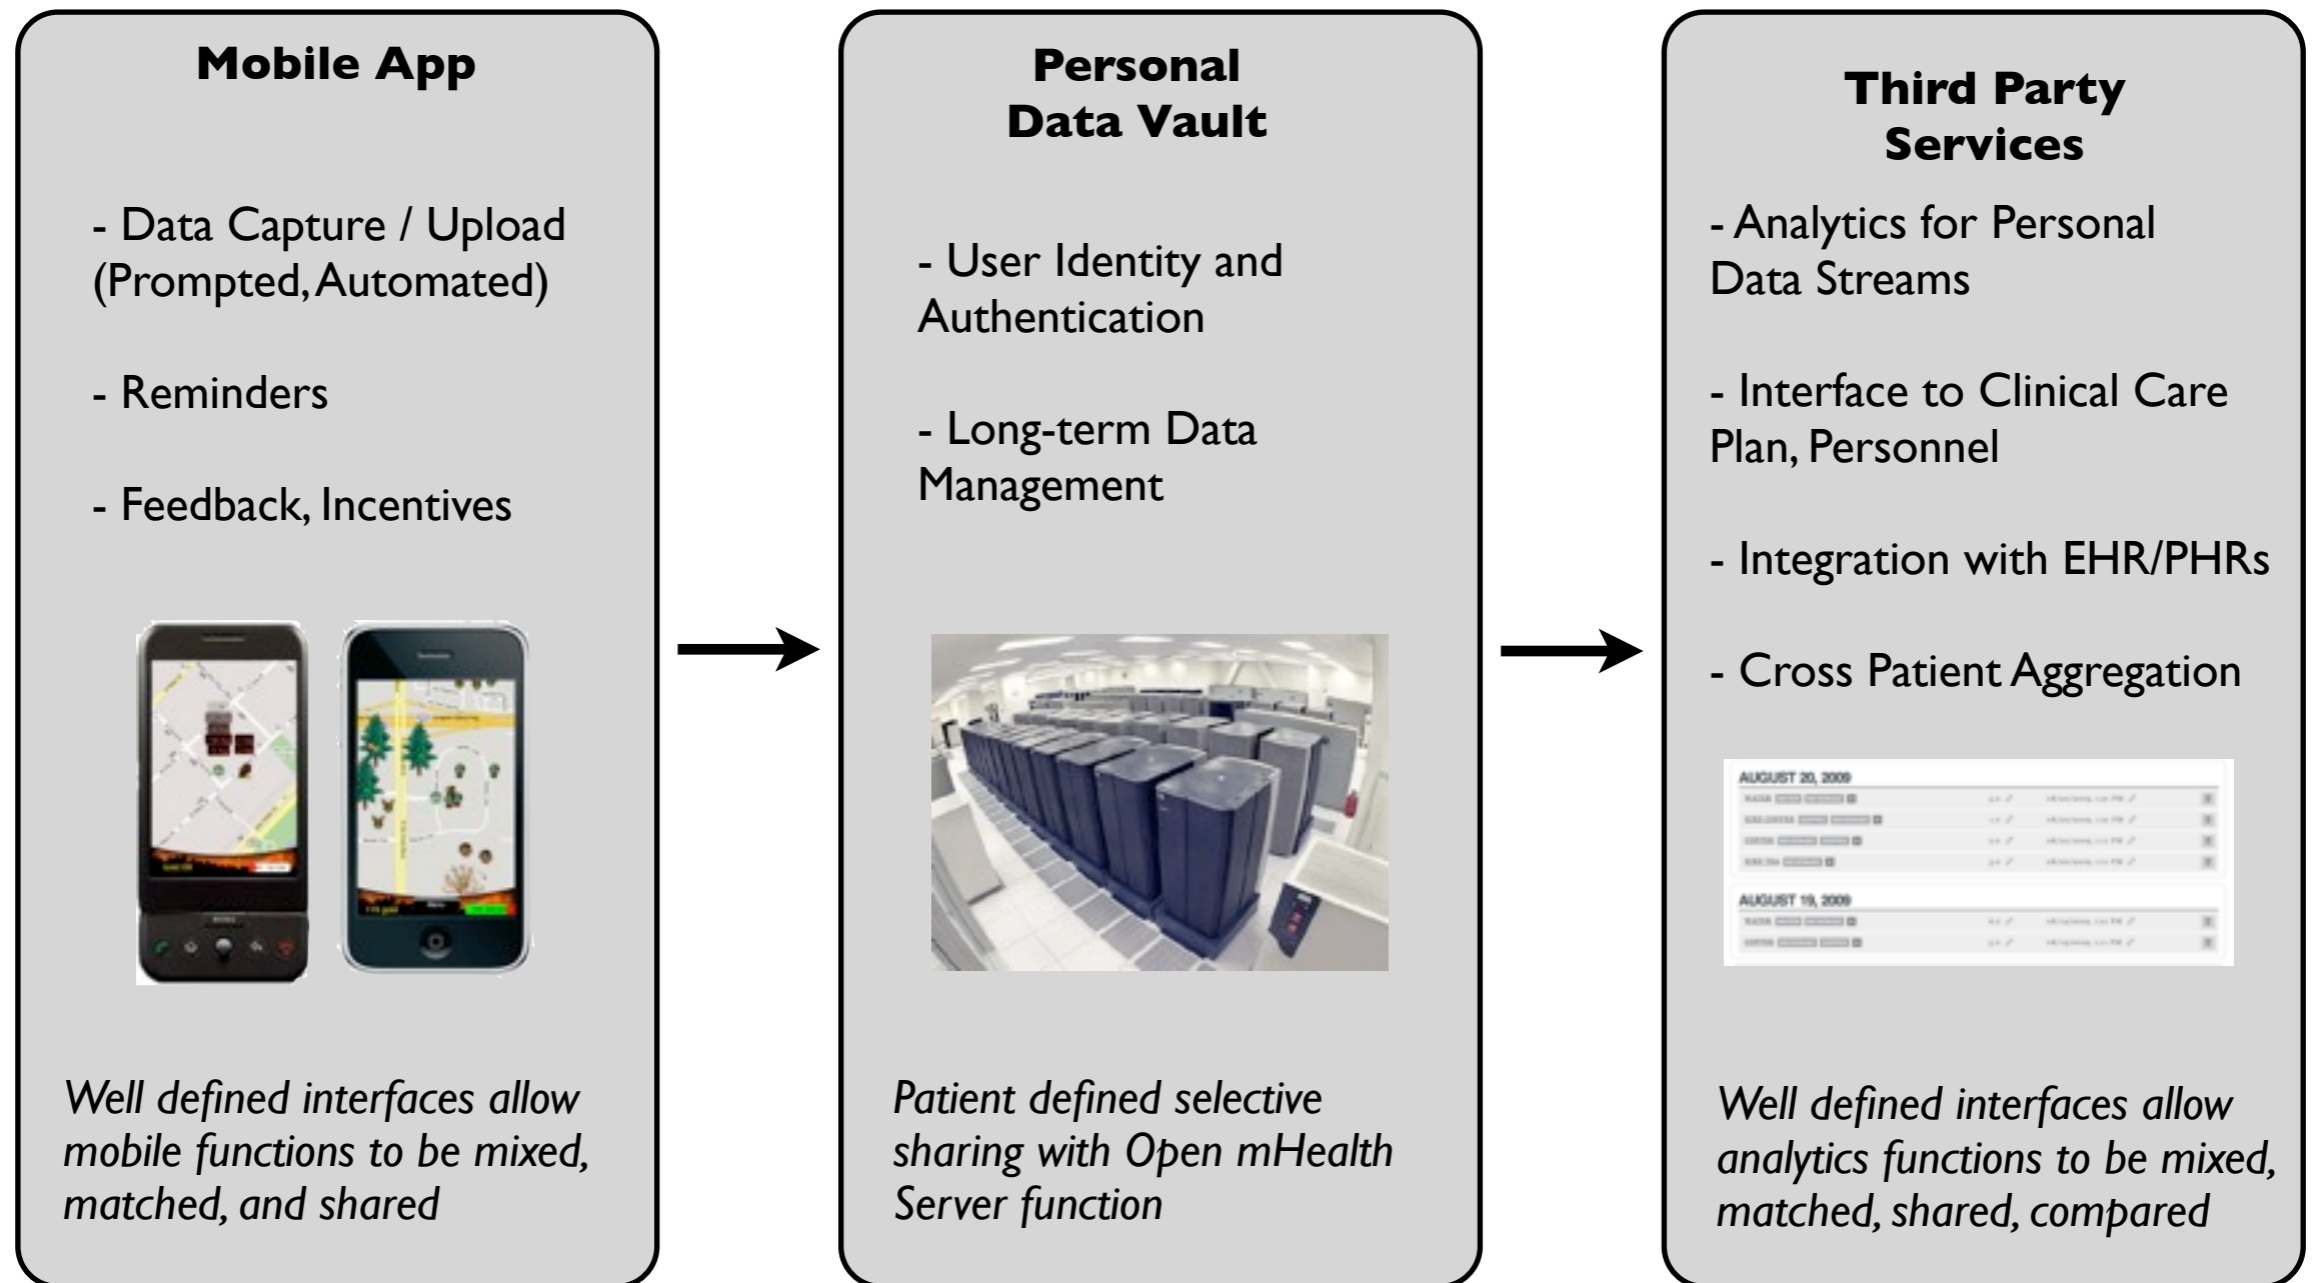 Mobile App
- Data Capture / Upload
(Prompted, Automated)
- Reminders
- Feedback, Incentives
Well defined interfaces allow
mobile functions to be mixed,
matched, and shared
Personal
Data Vault
- User Identity and
Authentication
- Long-term Data
Management
Patient defined selective
sharing with Open mHealth
Server function
Third Party
Services
- Analytics for Personal
Data Streams
- Interface to Clinical Care
Plan, Personnel
- Integration with EHR/PHRs
- Cross Patient Aggregation
AUGUST 20, 2009
AUGUST 19, 2009
Well defined interfaces allow
analytics functions to be mixed,
matched, shared, compared